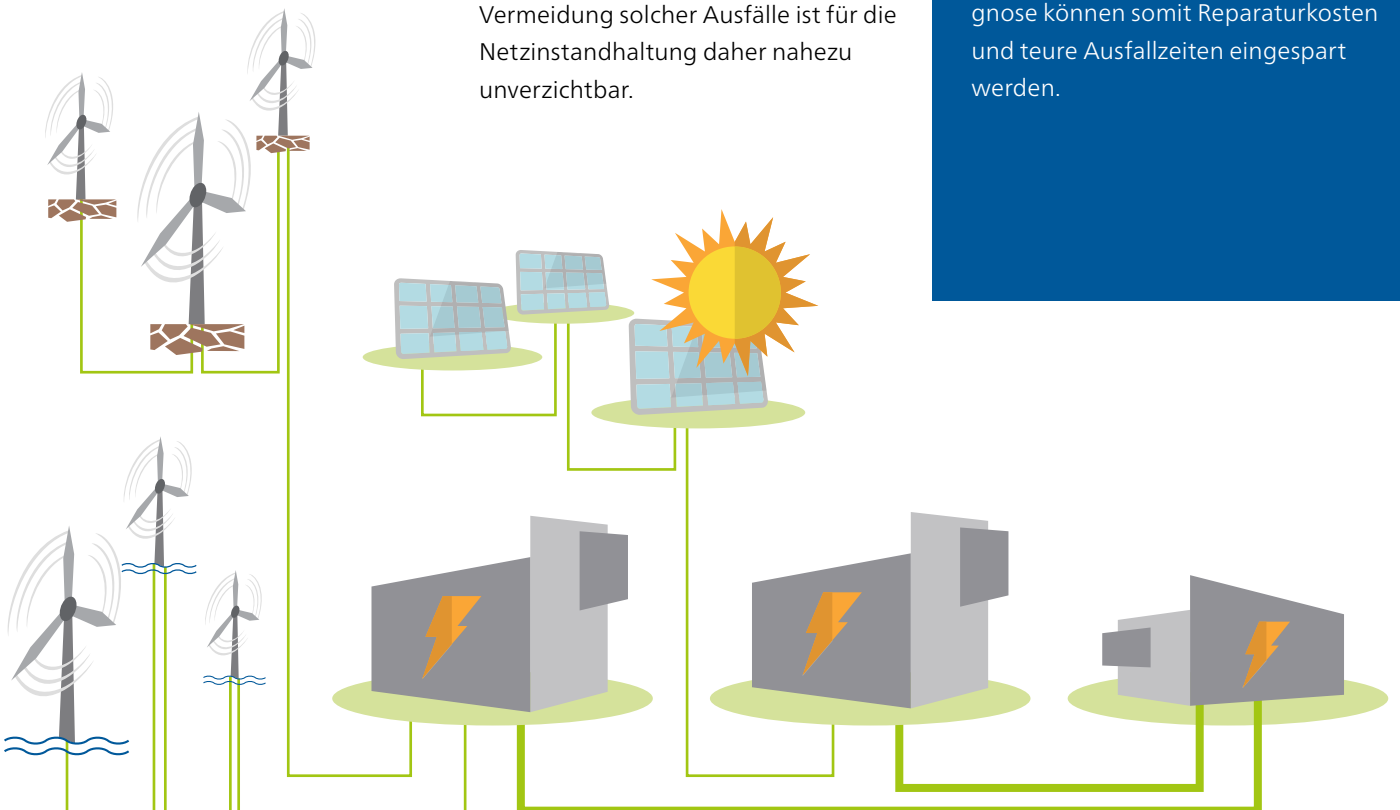 Vermeidung solcher Ausfälle ist für die
Netzinstandhaltung daher nahezu
unverzichtbar.
gnose können somit Reparaturkosten
und teure Ausfallzeiten eingespart
werden.